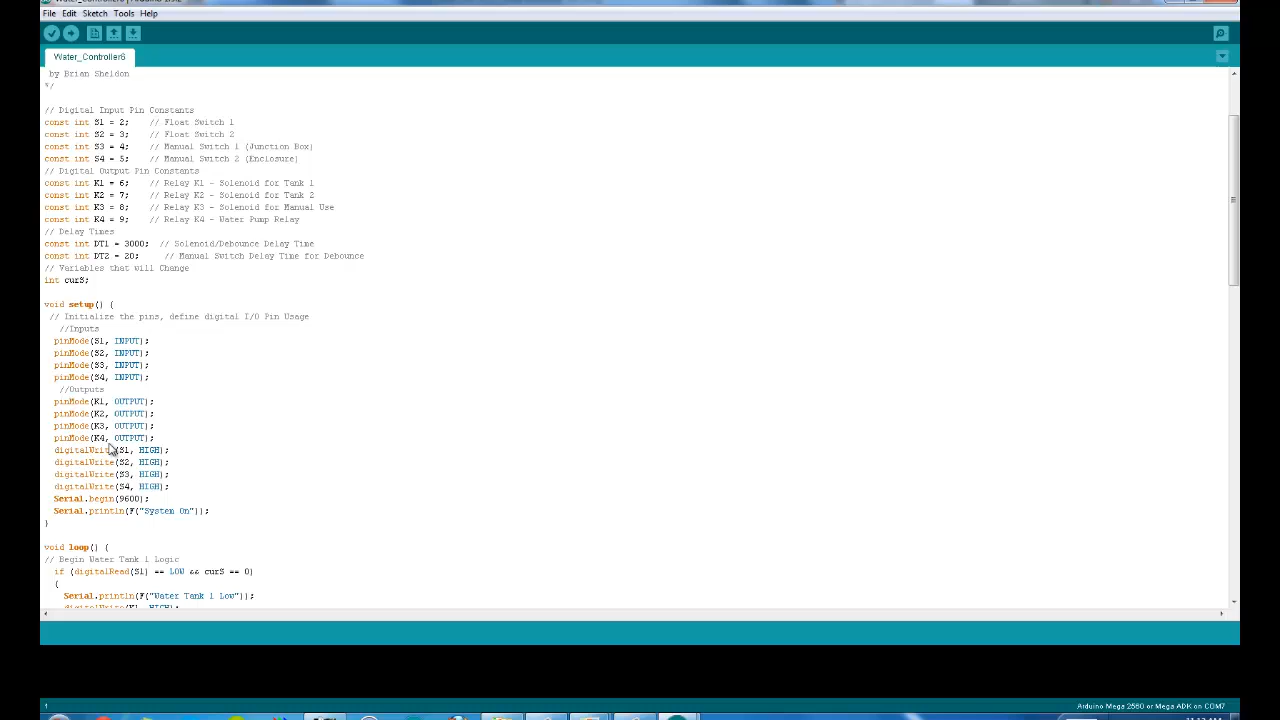 File Edit Sketch Tools Help
Water_Controller6
by Brian Sheldon
*/
// Digital Input Pin Constants
const int S1 = 2; // Float Switch 1
const int S2 = 3; // Float Switch 2
const int S3 = 4; // Manual Switch 1 (Junction Box)
const int S4 = 5; // Manual Switch 2 (Enclosure)
// Digital Output Pin Constants
const int K1 = 6; // Relay K1 - Solenoid for Tank 1
const int K2 = 7; // Relay K2 - Solenoid for Tank 2
const int K3 = 8; // Relay K3 - Solenoid for Manual Use
const int K4 = 9; // Relay K4 - Water Pump Relay
// Delay Times
const int DT1 = 3000; // Solenoid/Debounce Delay Time
const int DT2 = 20; // Manual Switch Delay Time for Debounce
// Variables that will Change
int curS;
void setup() {
// Initialize the pins, define digital I/O Pin Usage
//Inputs
pinMode(S1, INPUT);
pinMode(S2, INPUT);
pinMode(S3, INPUT);
pinMode(S4, INPUT);
//Outputs
pinMode(K1, OUTPUT);
pinMode(K2, OUTPUT);
pinMode(K3, OUTPUT);
pinMode(K4, OUTPUT);
digitalWrite(S1, HIGH);
digitalWrite(S2, HIGH);
digitalWrite(S3, HIGH);
digitalWrite(S4, HIGH);
Serial.begin(9600);
Serial.println(F("System On"));
}
void loop() {
// Begin Water Tank 1 Logic
if (digitalRead(S1) == LOW && curS == 0)
{
Serial.println(F("Water Tank 1 Low"));
digitalWrite(K1, HIGH);
1
Arduino Mega 2560 or Mega ADK on COM7